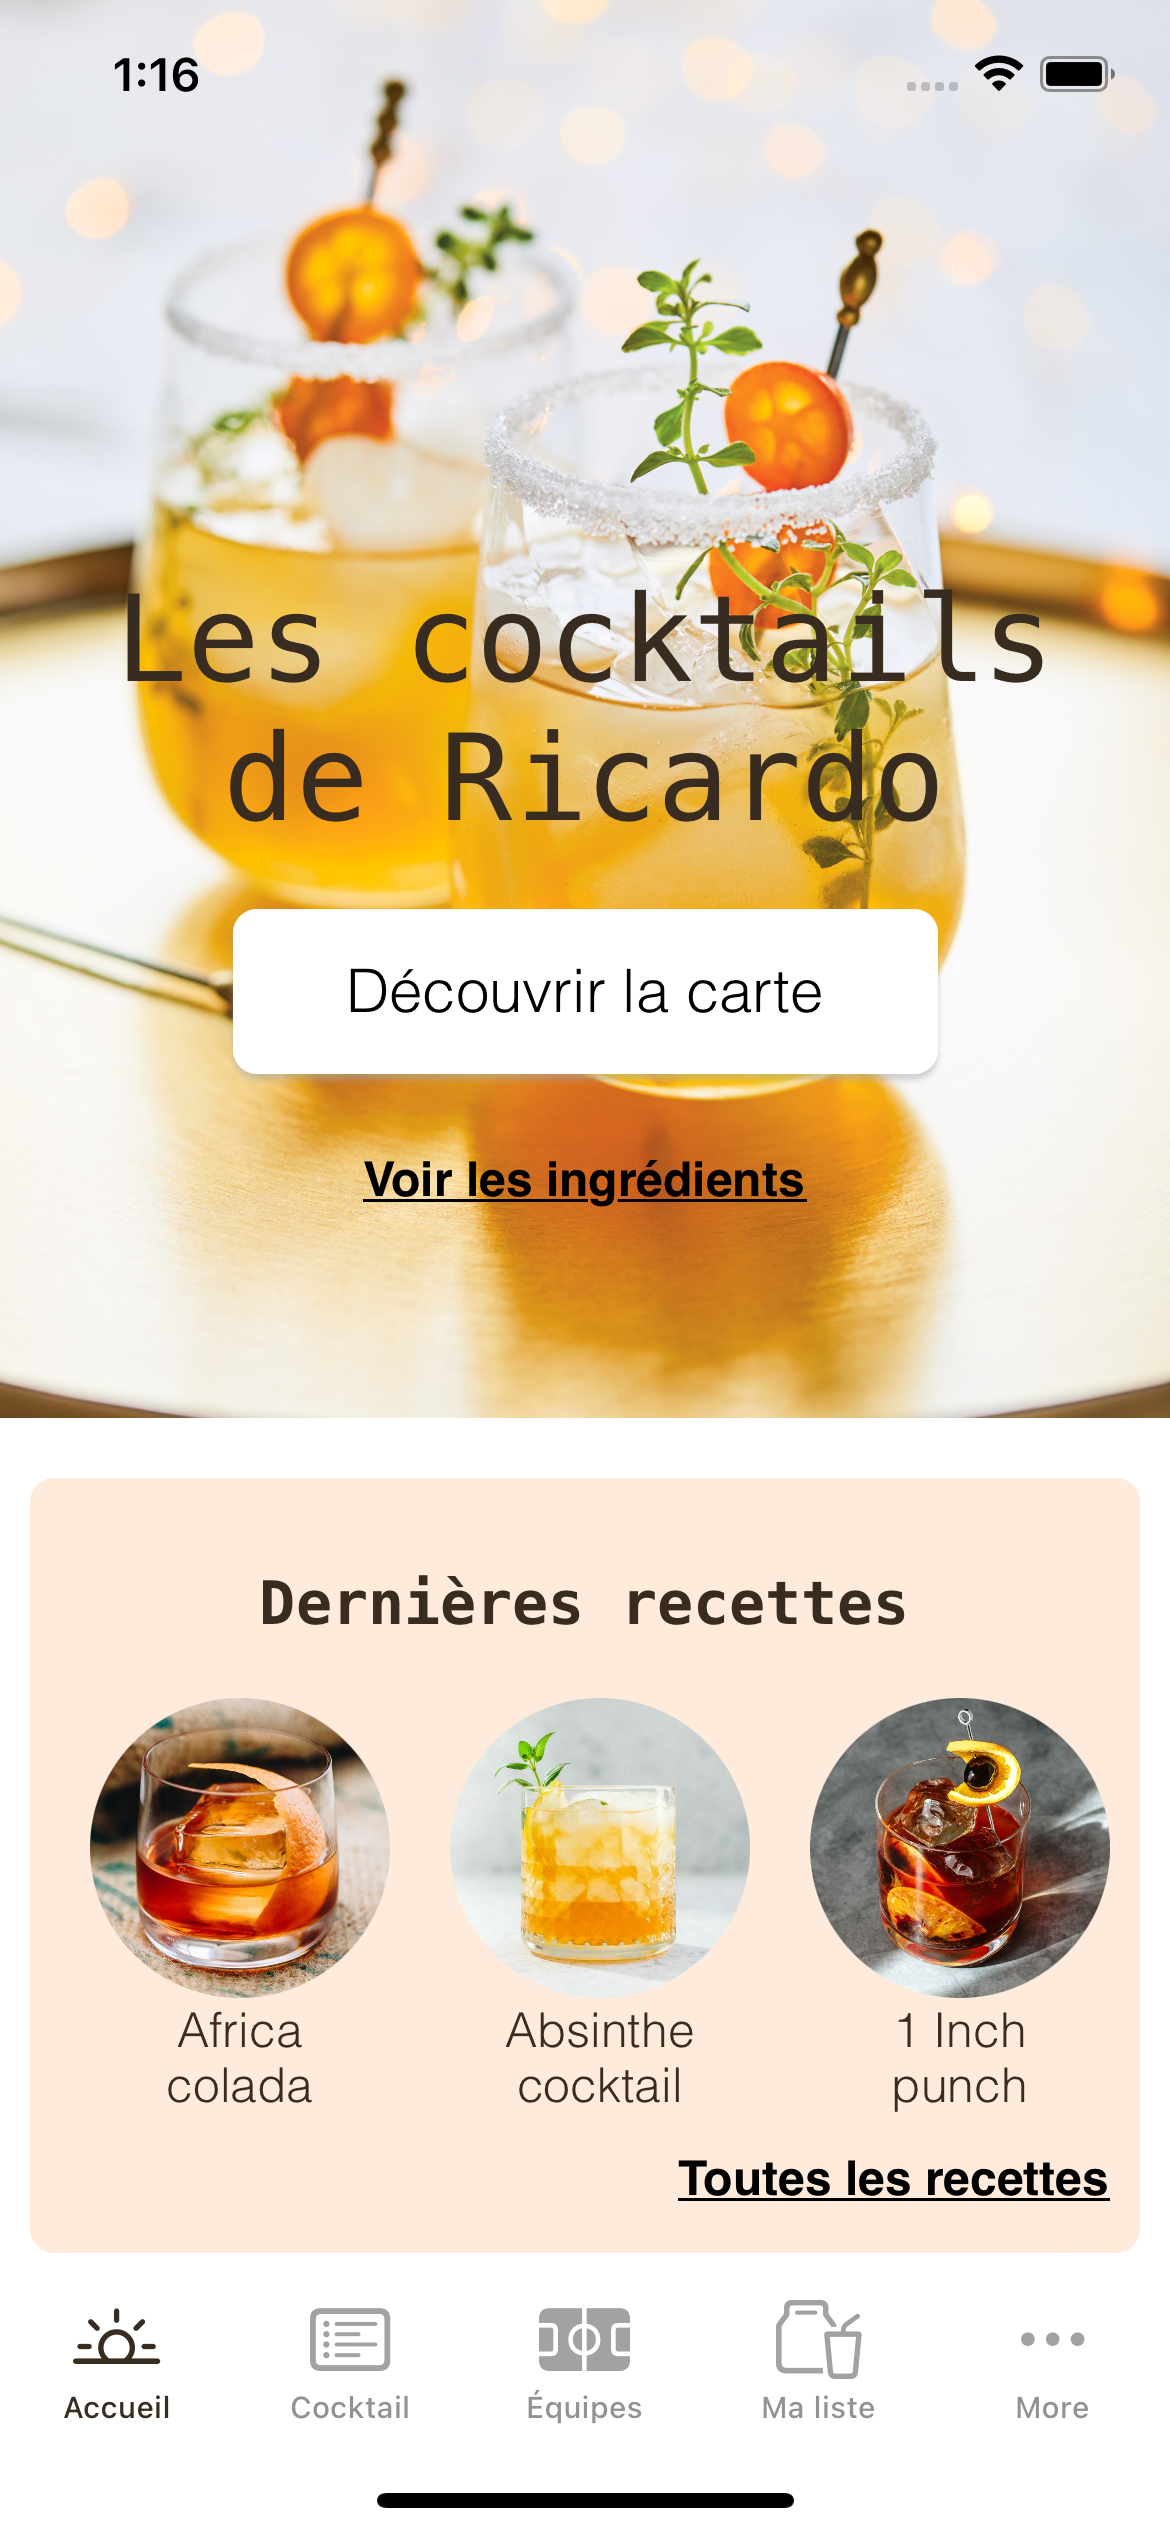 1:16
Les cocktails
de Ricardo
Découvrir la carte
Voir les ingrédients
Dernières recettes
Africa
colada
Absinthe
cocktail
1 Inch
punch
Toutes les recettes
Accueil
Cocktail
Équipes
Ma liste
More